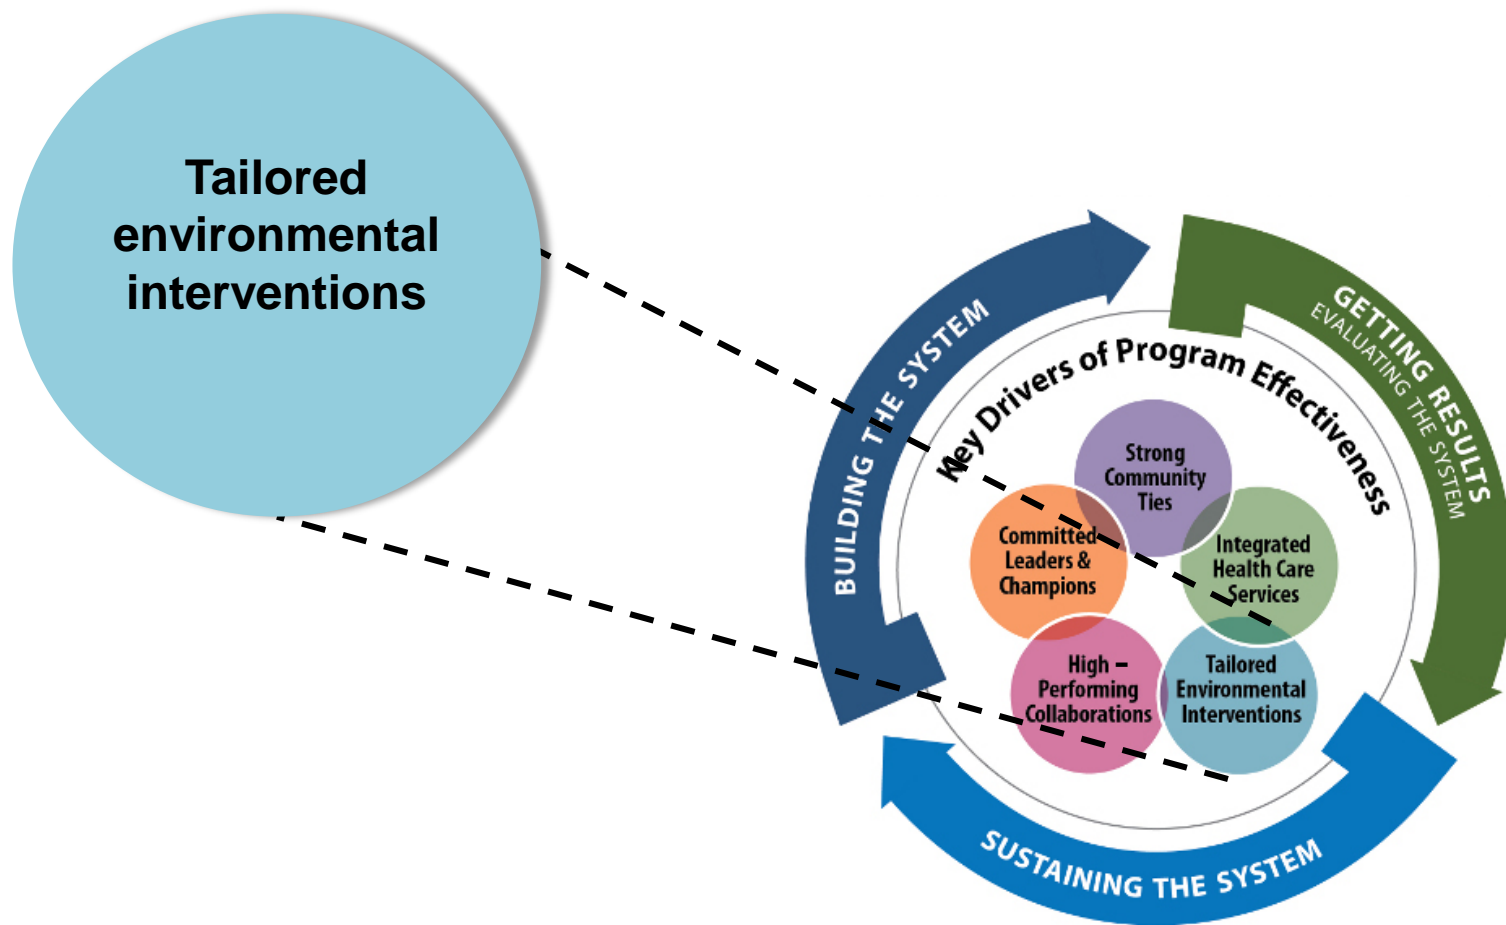 Tailored
environmental
interventions
BUILDING THE SYSTEM
GETTING RESULTS
EVALUATING THE SYSTEM
Key Drivers of Program Effectiveness
Strong
Community
Ties
Committed
Leaders &
Champions
Integrated
Health Care
Services
High –
Performing
Collaborations
Tailored
Environmental
Interventions
SUSTAINING THE SYSTEM